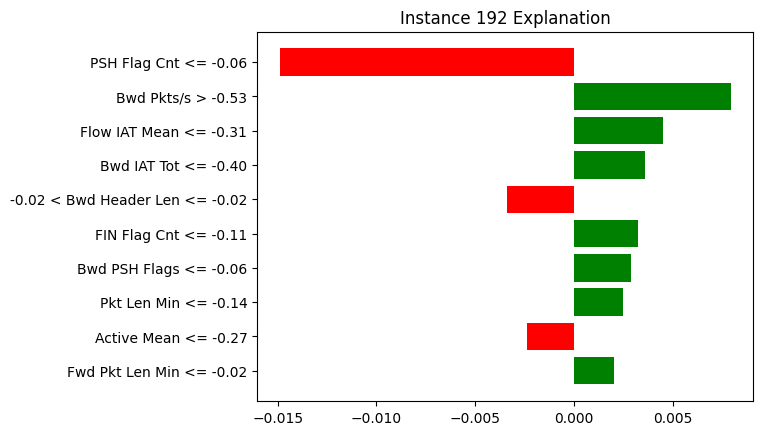 Instance 192 Explanation
PSH Flag Cnt <= -0.06
Bwd Pkts/s > -0.53
Flow IAT Mean <= -0.31
Bwd IAT Tot <= -0.40
-0.02 < Bwd Header Len <= -0.02
FIN Flag Cnt <= -0.11
Bwd PSH Flags <= -0.06
Pkt Len Min <= -0.14
Active Mean <= -0.27
Fwd Pkt Len Min <= -0.02
−0.015 −0.010 −0.005 0.000 0.005